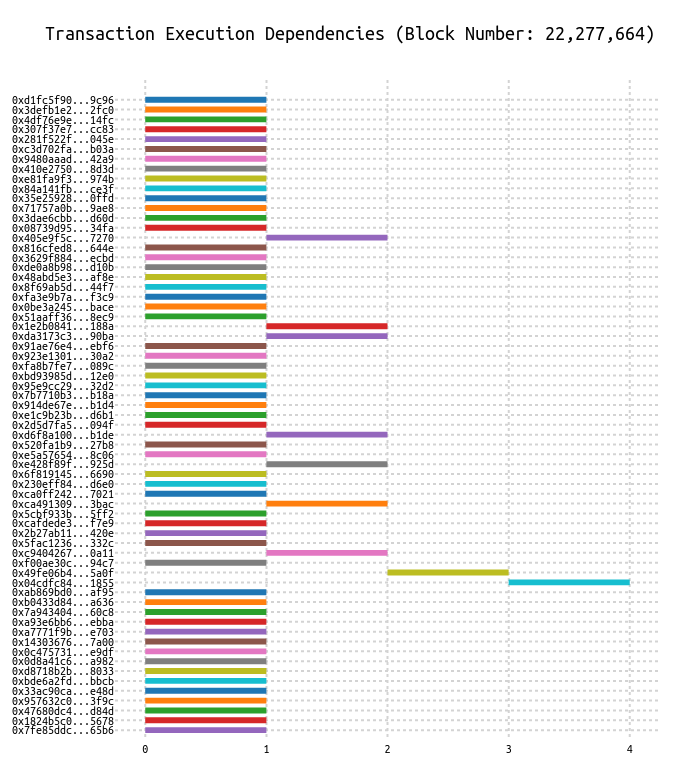 Transaction Execution Dependencies (Block Number: 22,277,664)
0xd1fc5f90...9c96
0x3defb1e2...2fc0
0x4df76e9e...14fc
0x307f37e7...cc83
0x281f522f...045e
0xc3d702fa...b03a
0x9480aaad...42a9
0x410e2750...8d3d
0xe81fa9f3...974b
0x84a141fb...ce3f
0x35e25928...0ffd
0x71757a0b...9ae8
0x3dae6cbb...d60d
0x08739d95...34fa
0x405e9f5c...7270
0x816cfed8...644e
0x3629f884...ecbd
0xde0a8b98...d10b
0x48abd5e3...af8e
0x8f69ab5d...44f7
0xfa3e9b7a...f3c9
0x0be3a245...bace
0x51aaff36...8ec9
0x1e2b0841...188a
0xda3173c3...90ba
0x91ae76e4...ebf6
0x923e1301...30a2
0xfa8b7fe7...089c
0xbd93985d...12e0
0x95e9cc29...32d2
0x7b7710b3...b18a
0x914de67e...b1d4
0xe1c9b23b...d6b1
0x2d5d7fa5...094f
0xd6f8a100...b1de
0x520fa1b9...27b8
0xe5a57654...8c06
0xe428f89f...925d
0x6f819145...6690
0x230eff84...d6e0
0xca0ff242...7021
0xca491309...3bac
0x5cbf933b...5ff2
0xcafdede3...f7e9
0x2b27ab11...420e
0x5fac1236...332c
0xc9404267...0a11
0xf00ae30c...94c7
0x49fe06b4...5a0f
0x04cdfc84...1855
0xab869bd0...af95
0xb0433d84...a636
0x7a943404...60c8
0xa93e6bb6...ebba
0xa7771f9b...e703
0x14303676...7a00
0x0c475731...e9df
0x0d8a41c6...a982
0xd8718b2b...8033
0xbde6a2fd...bbcb
0x33ac90ca...e48d
0x957632c0...3f9c
0x47680dc4...d84d
0x1824b5c0...5678
0x7fe85ddc...65b6
0 1 2 3 4